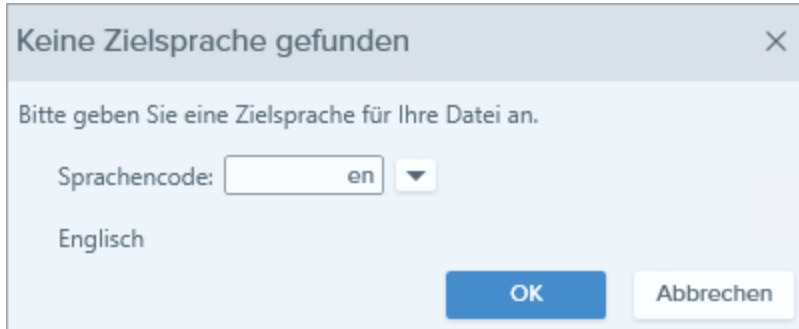 Keine Zielsprache gefunden
Bitte geben Sie eine Zielsprache für Ihre Datei an.
Sprachencode: en
Englisch
OK Abbrechen